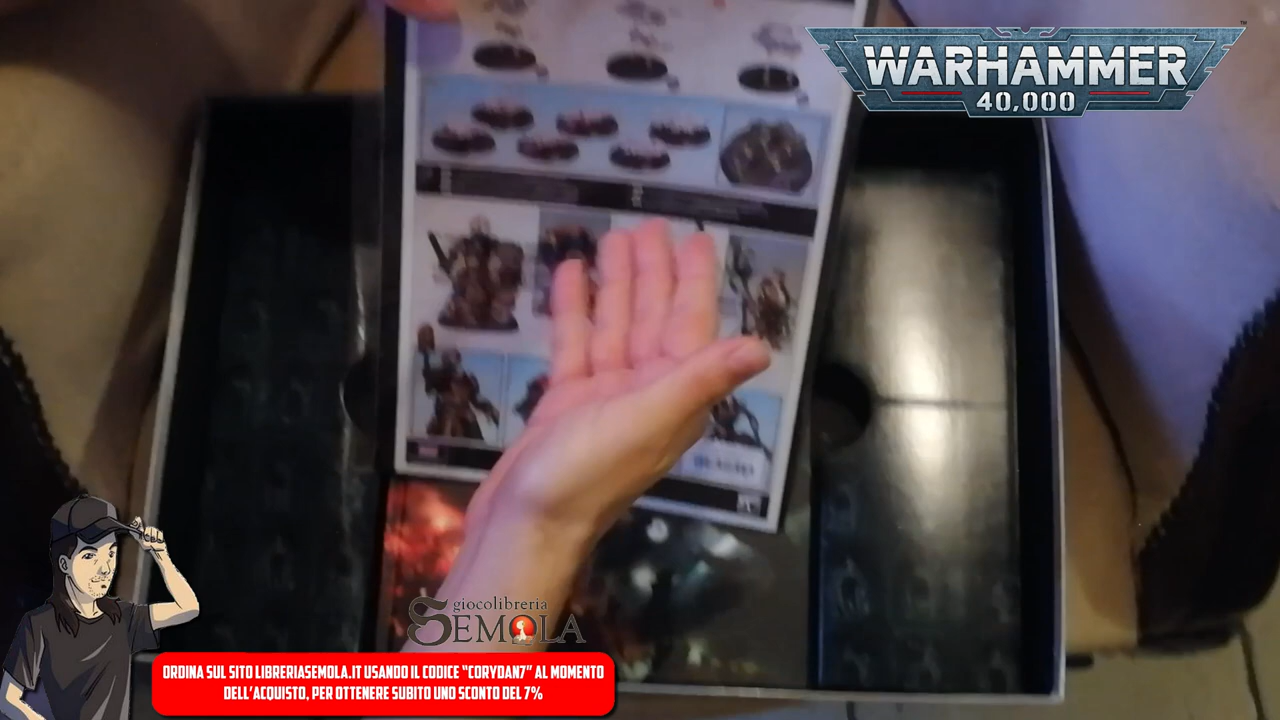 WARHAMMER
40,000
giocolibreria
SEMOLA
ORDINA SUL SITO LIBRERIASEMOLA.IT USANDO IL CODICE "CORYDAN7" AL MOMENTO
DELL'ACQUISTO, PER OTTENERE SUBITO UNO SCONTO DEL 7%